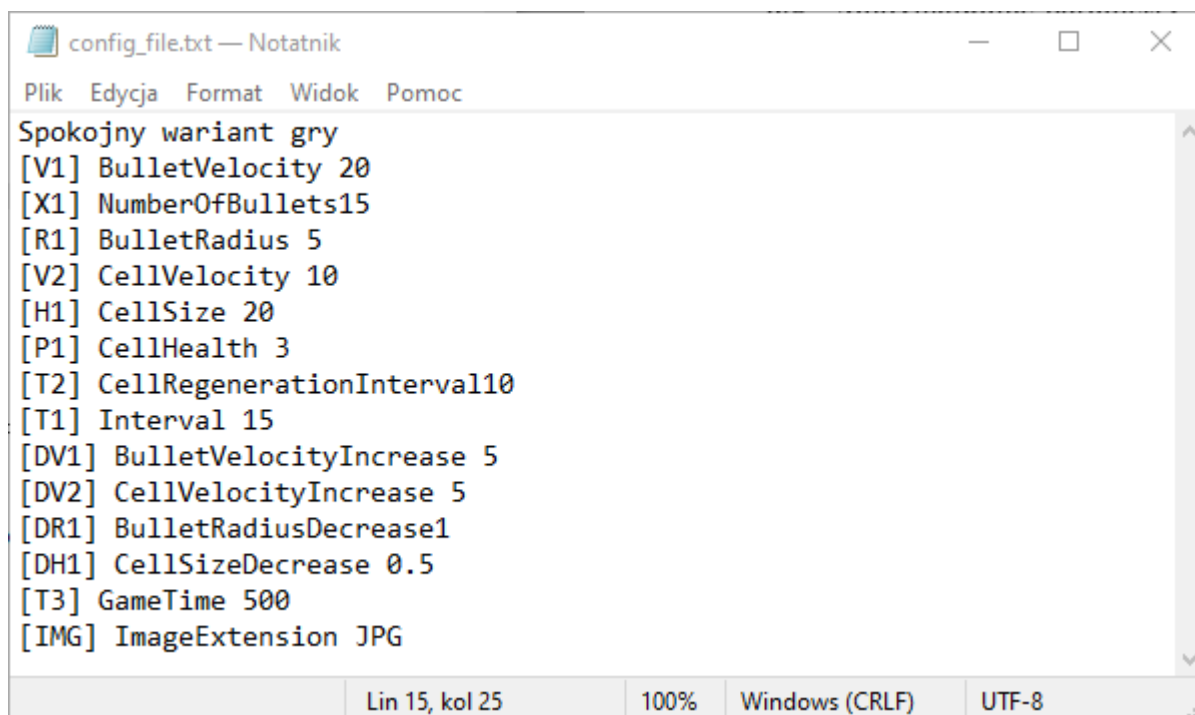 config_file.txt — Notatnik
Plik Edycja Format Widok Pomoc
Spokojny wariant gry
[V1] BulletVelocity 20
[X1] NumberOfBullets15
[R1] BulletRadius 5
[V2] CellVelocity 10
[H1] CellSize 20
[P1] CellHealth 3
[T2] CellRegenerationInterval10
[T1] Interval 15
[DV1] BulletVelocityIncrease 5
[DV2] CellVelocityIncrease 5
[DR1] BulletRadiusDecrease1
[DH1] CellSizeDecrease 0.5
[T3] GameTime 500
[IMG] ImageExtension JPG
Lin 15, kol 25 100% Windows (CRLF) UTF-8